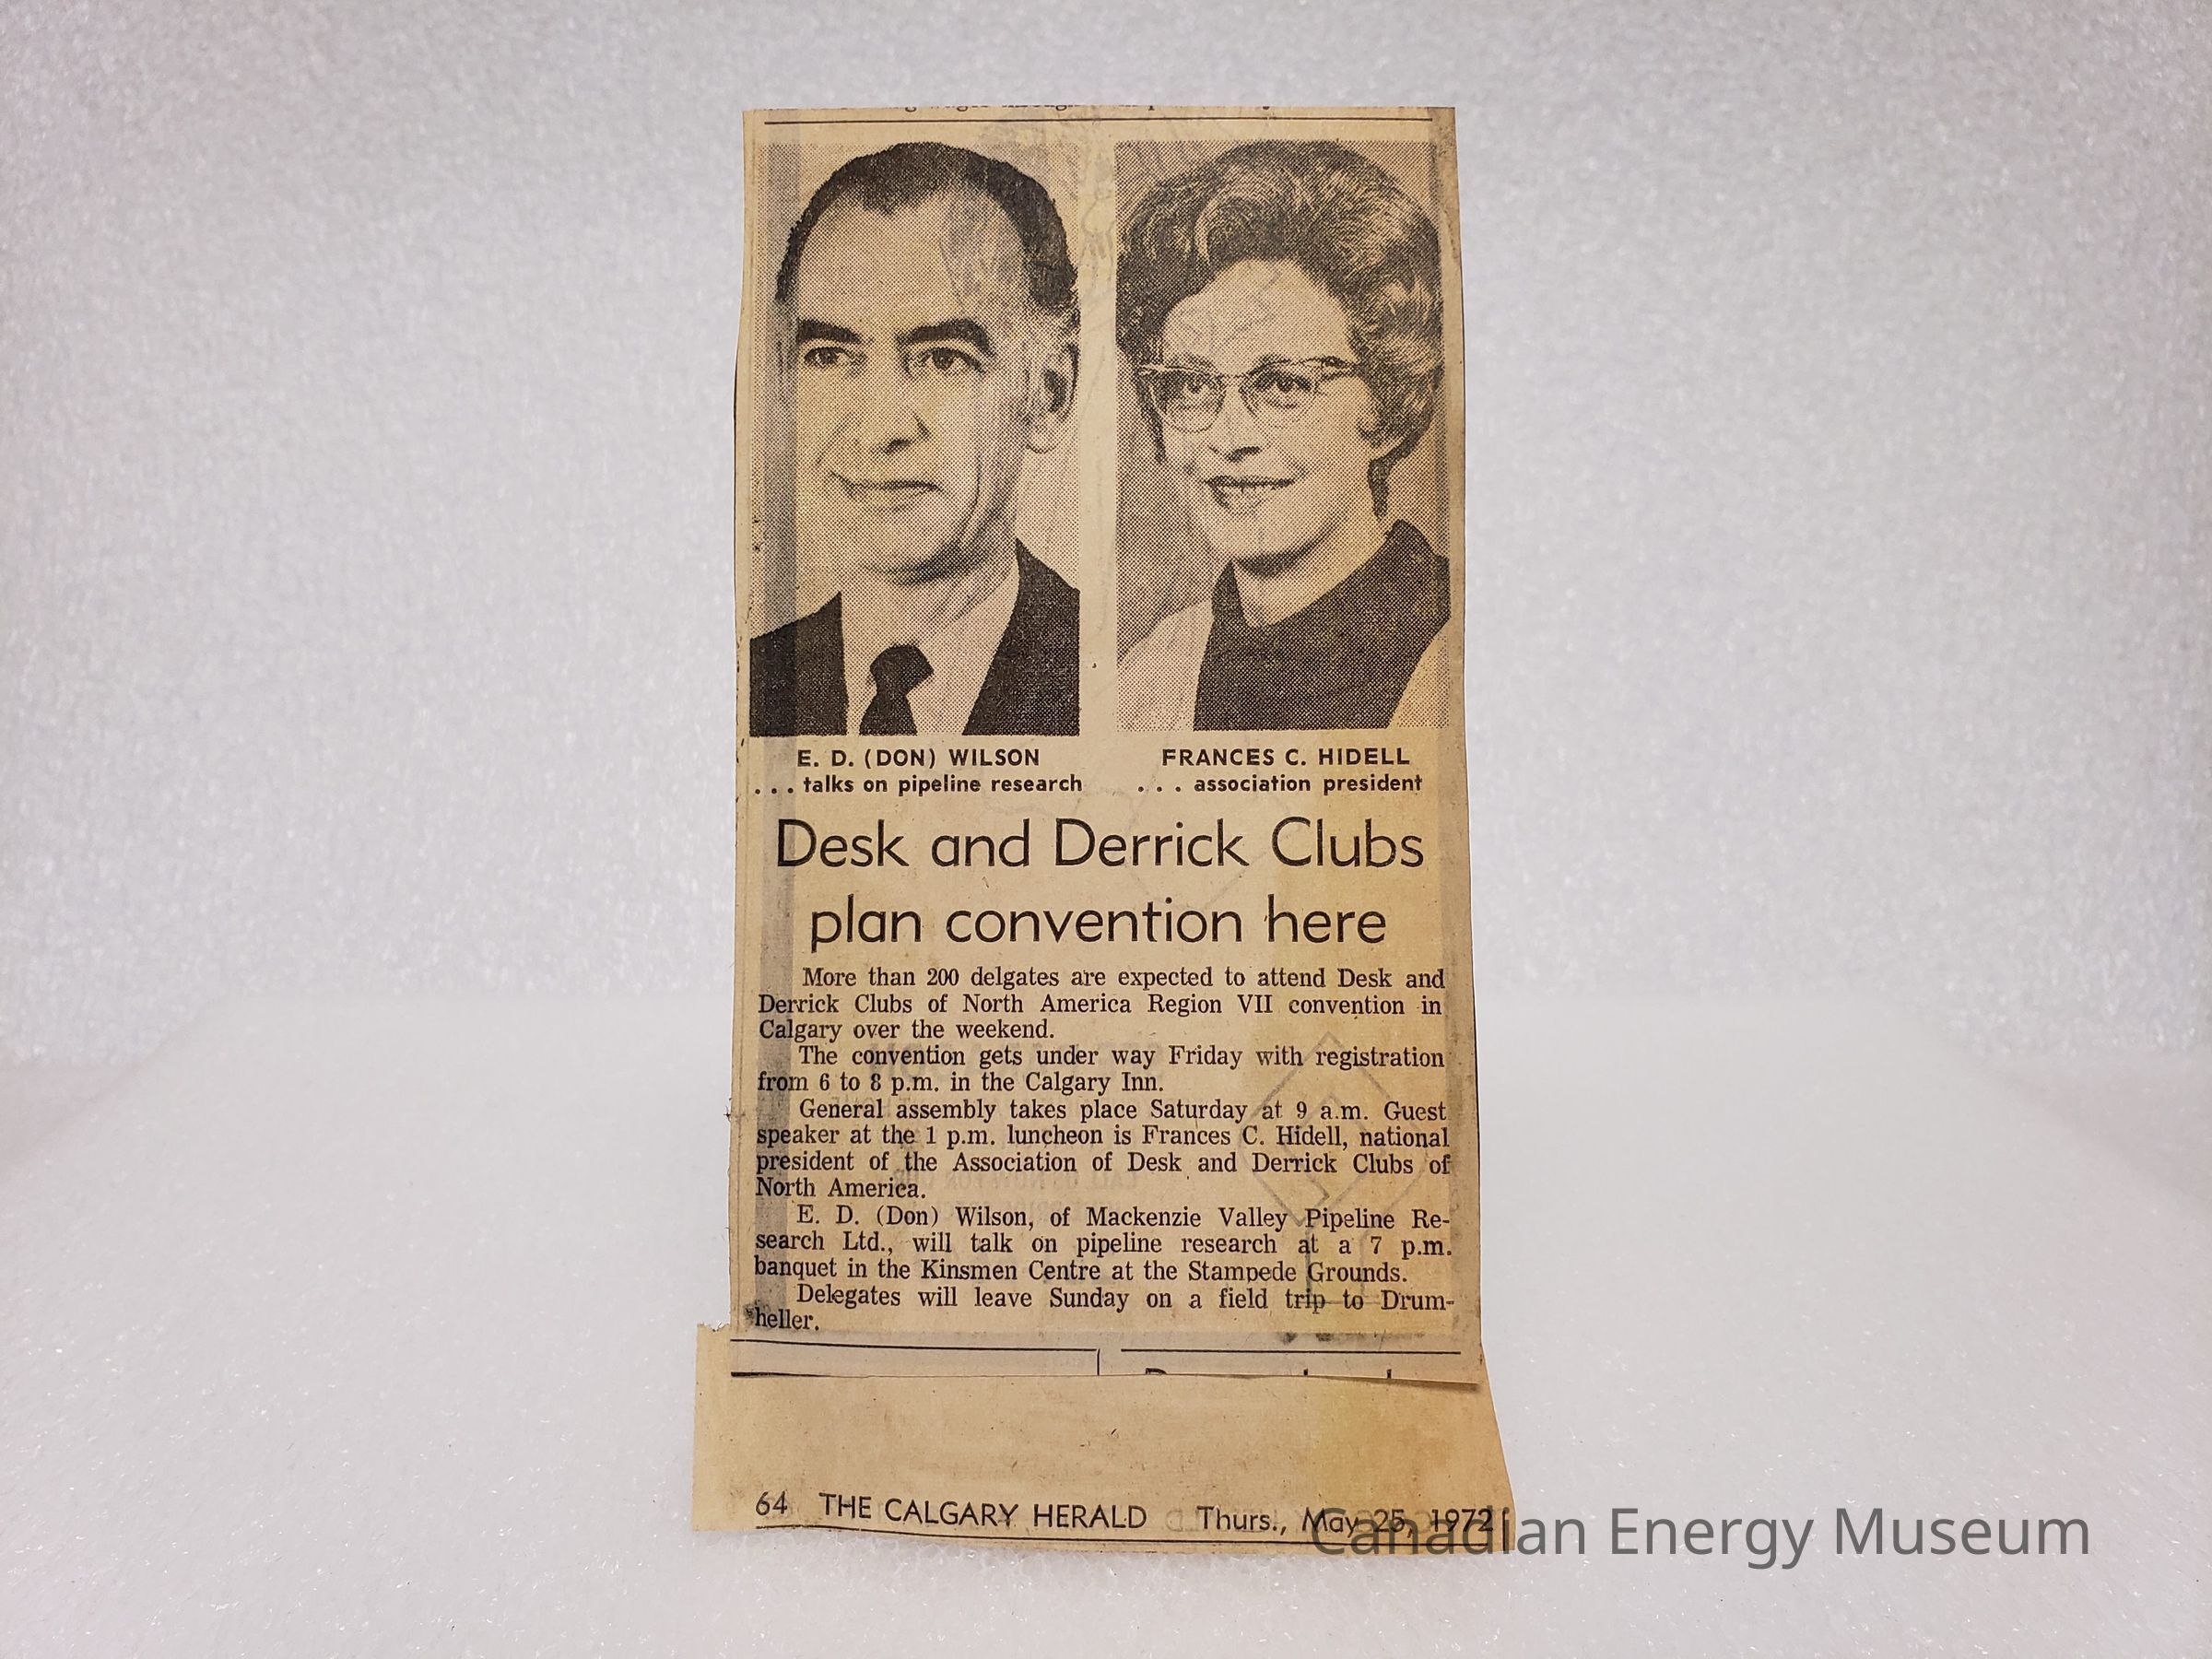 E. D. (DON) WILSON
... talks on pipeline research
FRANCES C. HIDELL
... association president
Desk and Derrick Clubs
plan convention here
More than 200 delgates are expected to attend Desk and
Derrick Clubs of North America Region VII convention in
Calgary over the weekend.
The convention gets under way Friday with registration
from 6 to 8 p.m. in the Calgary Inn.
General assembly takes place Saturday at 9 a.m. Guest
speaker at the 1 p.m. luncheon is Frances C. Hidell, national
president of the Association of Desk and Derrick Clubs of
North America.
E. D. (Don) Wilson, of Mackenzie Valley Pipeline Re-
search Ltd., will talk on pipeline research at a 7 p.m.
banquet in the Kinsmen Centre at the Stampede Grounds.
Delegates will leave Sunday on a field trip to Drum-
heller.
64 THE CALGARY HERALD Thurs., May 25, 1972
Canadian Energy Museum